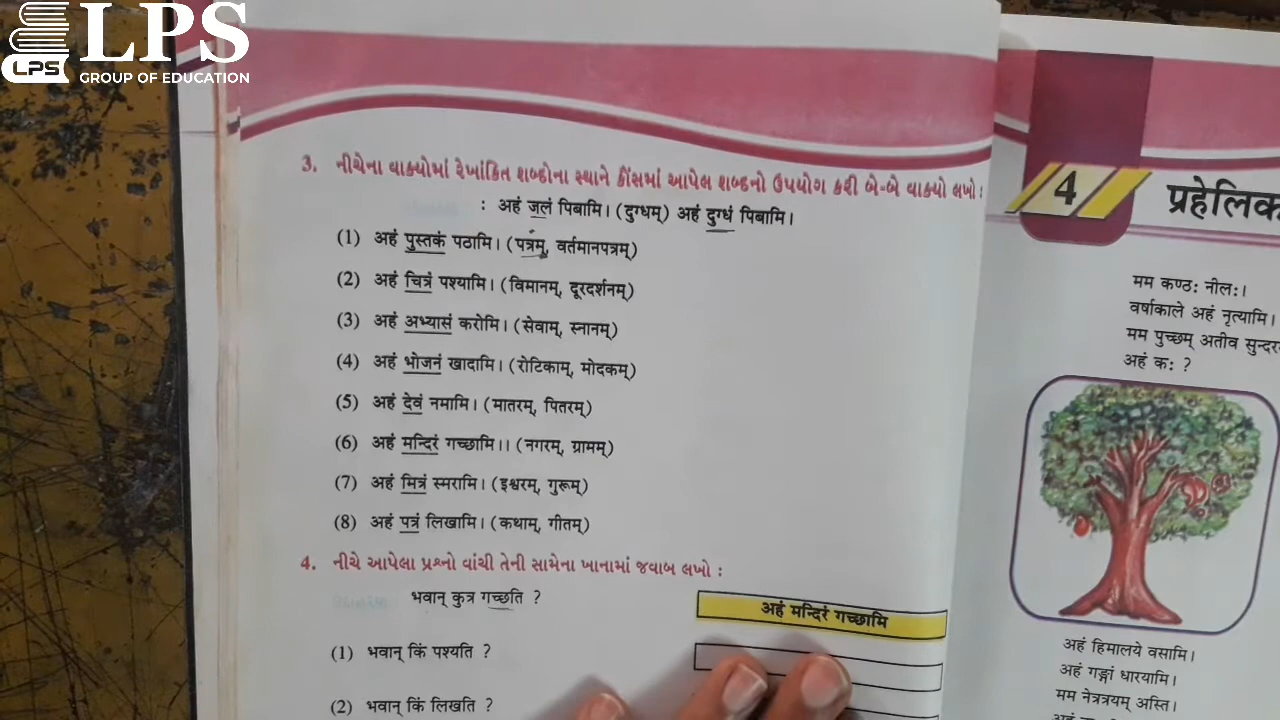 LPS
LPS
GROUP OF EDUCATION
3. નીચેના વાક્યોમાં રેખાંકિત શબ્દોના સ્થાને કૌંસમાં આપેલ શબ્દનો ઉપયોગ કરી બે-બે વાક્યો લખો :
: अहं जलं पिबामि। (दुग्धम्) अहं दुग्धं पिबामि।
(1) अहं पुस्तकं पठामि। (पत्रम्, वर्तमानपत्रम्)
(2) अहं चित्रं पश्यामि। (विमानम्, दूरदर्शनम्)
(3) अहं अभ्यासं करोमि। (सेवाम्, स्नानम्)
(4) अहं भोजनं खादामि। (रोटिकाम्, मोदकम्)
(5) अहं देवं नमामि। (मातरम्, पितरम्)
(6) अहं मन्दिरं गच्छामि।। (नगरम्, ग्रामम्)
(7) अहं मित्रं स्मरामि। (इश्वरम्, गुरूम्)
(8) अहं पत्रं लिखामि। (कथाम्, गीतम्)
4. નીચે આપેલા પ્રશ્નો વાંચી તેની સામેના ખાનામાં જવાબ લખો :
भवान् कुत्र गच्छति ?
अहं मन्दिरं गच्छामि
(1) भवान् किं पश्यति ?
(2) भवान् किं लिखति ?
4
मम कण्ठः नीलः।
वर्षाकाले अहं नृत्यामि।
मम पुच्छम् अतीव
अहं कः ?
अहं हिमालये वसामि।
अहं गङ्गां धारयामि।
मम नेत्रत्रयम् अस्ति।